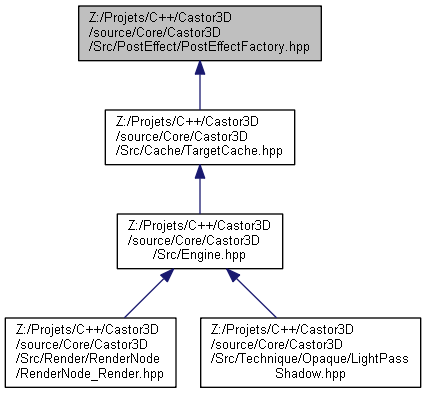 Z:/Projets/C++/Castor3D
/source/Core/Castor3D
/Src/PostEffect/PostEffectFactory.hpp
Z:/Projets/C++/Castor3D
/source/Core/Castor3D
/Src/Cache/TargetCache.hpp
Z:/Projets/C++/Castor3D
/source/Core/Castor3D
/Src/Engine.hpp
Z:/Projets/C++/Castor3D
/source/Core/Castor3D
/Src/Render/RenderNode
/RenderNode_Render.hpp
Z:/Projets/C++/Castor3D
/source/Core/Castor3D
/Src/Technique/Opaque/LightPass
Shadow.hpp